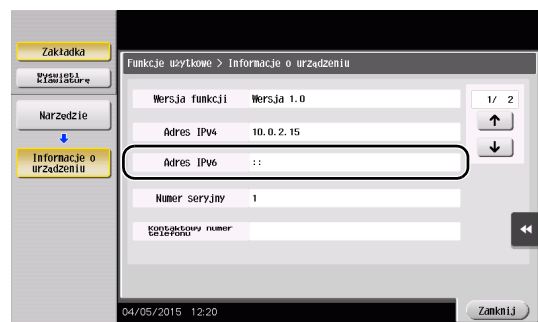 Zakładka
Wyświetl
klawiaturę
Narzędzie
Informacje o
urządzeniu
Funkcje użytkowe > Informacje o urządzeniu
Wersja funkcji Wersja 1.0
1/ 2
Adres IPv4 10.0.2.15
Adres IPv6 ::
Numer seryjny 1
Kontaktowy numer
telefonu
04/05/2015 12:20
Zamknij